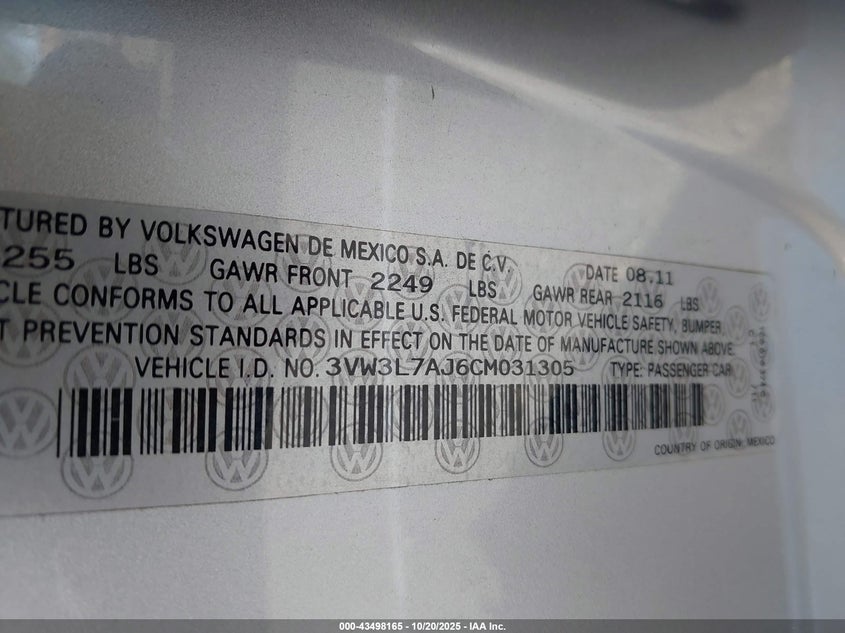 TURED BY VOLKSWAGEN DE MEXICO S.A. DE C.V. DATE 08.11
255 LBS GAWR FRONT 2249 LBS GAWR REAR 2116 LBS
CLE CONFORMS TO ALL APPLICABLE U.S. FEDERAL MOTOR VEHICLE SAFETY, BUMPER
T PREVENTION STANDARDS IN EFFECT ON THE DATE OF MANUFACTURE SHOWN ABOVE.
VEHICLE I.D. NO. 3VW3L7AJ6CM031305 TYPE: PASSENGER CAR
COUNTRY OF ORIGIN: MEXICO
000-43498165 - 10/20/2025 - IAA Inc.